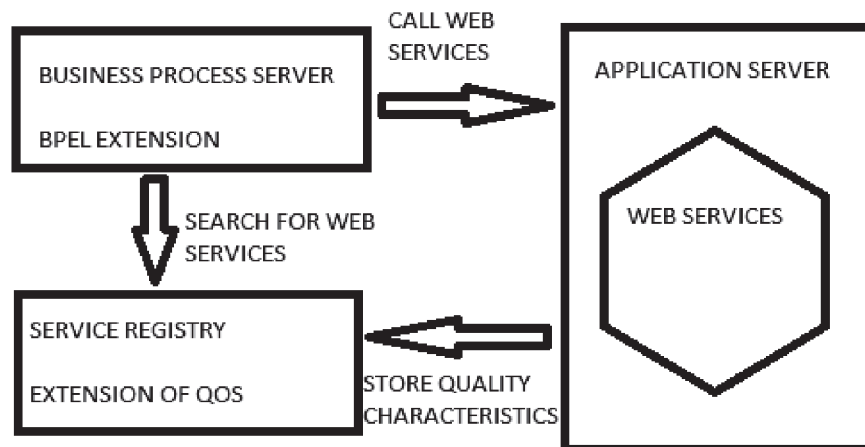 CALL WEB
SERVICES
BUSINESS PROCESS SERVER
BPEL EXTENSION
APPLICATION SERVER
WEB SERVICES
SEARCH FOR WEB
SERVICES
SERVICE REGISTRY
EXTENSION OF QOS
STORE QUALITY
CHARACTERISTICS